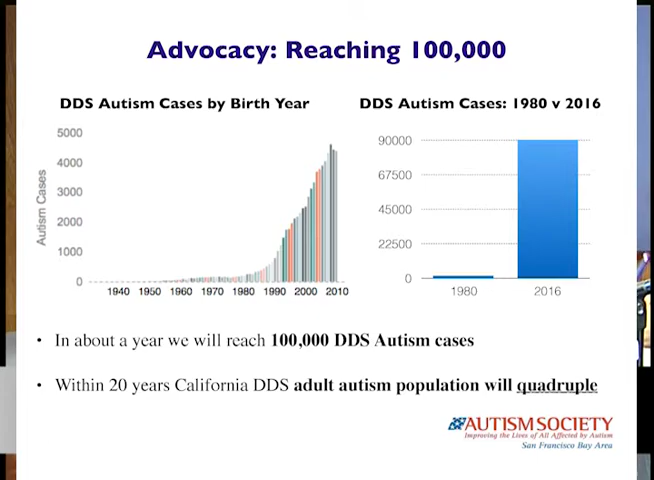 Advocacy: Reaching 100,000
DDS Autism Cases by Birth Year
Autism Cases
5000
4000
3000
2000
1000
0
1940 1950 1960 1970 1980 1990 2000 2010
DDS Autism Cases: 1980 v 2016
90000
67500
45000
22500
0
1980 2016
• In about a year we will reach 100,000 DDS Autism cases
• Within 20 years California DDS adult autism population will quadruple
AUTISM SOCIETY
Improving the Lives of All Affected by Autism
San Francisco Bay Area